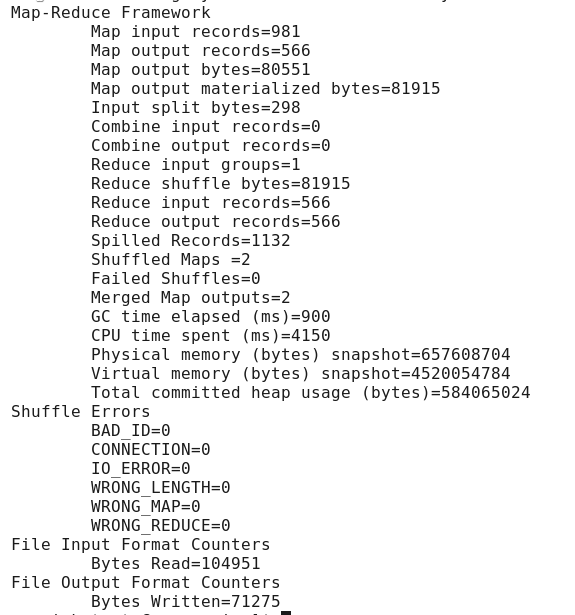 Map-Reduce Framework
Map input records=981
Map output records=566
Map output bytes=80551
Map output materialized bytes=81915
Input split bytes=298
Combine input records=0
Combine output records=0
Reduce input groups=1
Reduce shuffle bytes=81915
Reduce input records=566
Reduce output records=566
Spilled Records=1132
Shuffled Maps =2
Failed Shuffles=0
Merged Map outputs=2
GC time elapsed (ms)=900
CPU time spent (ms)=4150
Physical memory (bytes) snapshot=657608704
Virtual memory (bytes) snapshot=4520054784
Total committed heap usage (bytes)=584065024
Shuffle Errors
BAD_ID=0
CONNECTION=0
IO_ERROR=0
WRONG_LENGTH=0
WRONG_MAP=0
WRONG_REDUCE=0
File Input Format Counters
Bytes Read=104951
File Output Format Counters
Bytes Written=71275